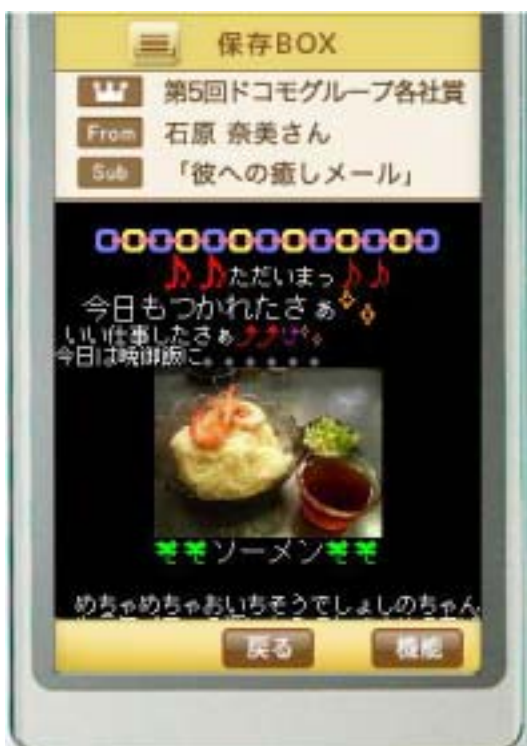 保存BOX
第5回ドコモグループ各社賞
From 石原 奈美さん
Sub 「彼への癒しメール」
♪♪ただいまっ♪♪
今日もつかれたさぁ
いい仕事したさぁ
今日は晩御飯に。。。。。。
ソーメン
めちゃめちゃおいちそうでしょしのちゃん
戻る 機能